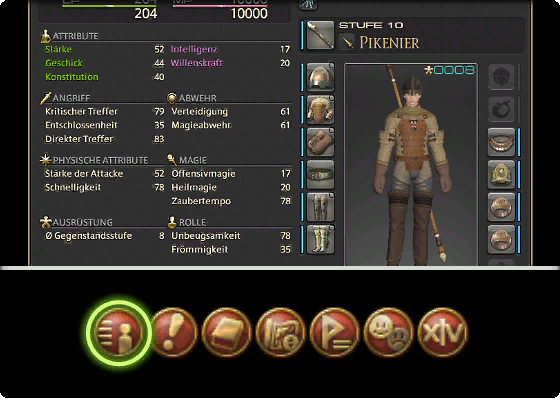 204
204
10000
STUFE 10
PIKENIER
ATTRIBUTE
Stärke 52
Intelligenz 17
Geschick 44
Willenskraft 20
Konstitution 40
0008
ANGRIFF
ABWEHR
Kritischer Treffer 79
Verteidigung 61
Entschlossenheit 35
Magieabwehr 61
Direkter Treffer 83
PHYSISCHE ATTRIBUTE
MAGIE
Stärke der Attacke 52
Offensivmagie 17
Schnelligkeit 78
Heilmagie 20
Zaubertempo 78
AUSRÜSTUNG
ROLLE
Ø Gegenstandsstufe 8
Unbeugsamkeit 78
Frömmigkeit 35
XIV